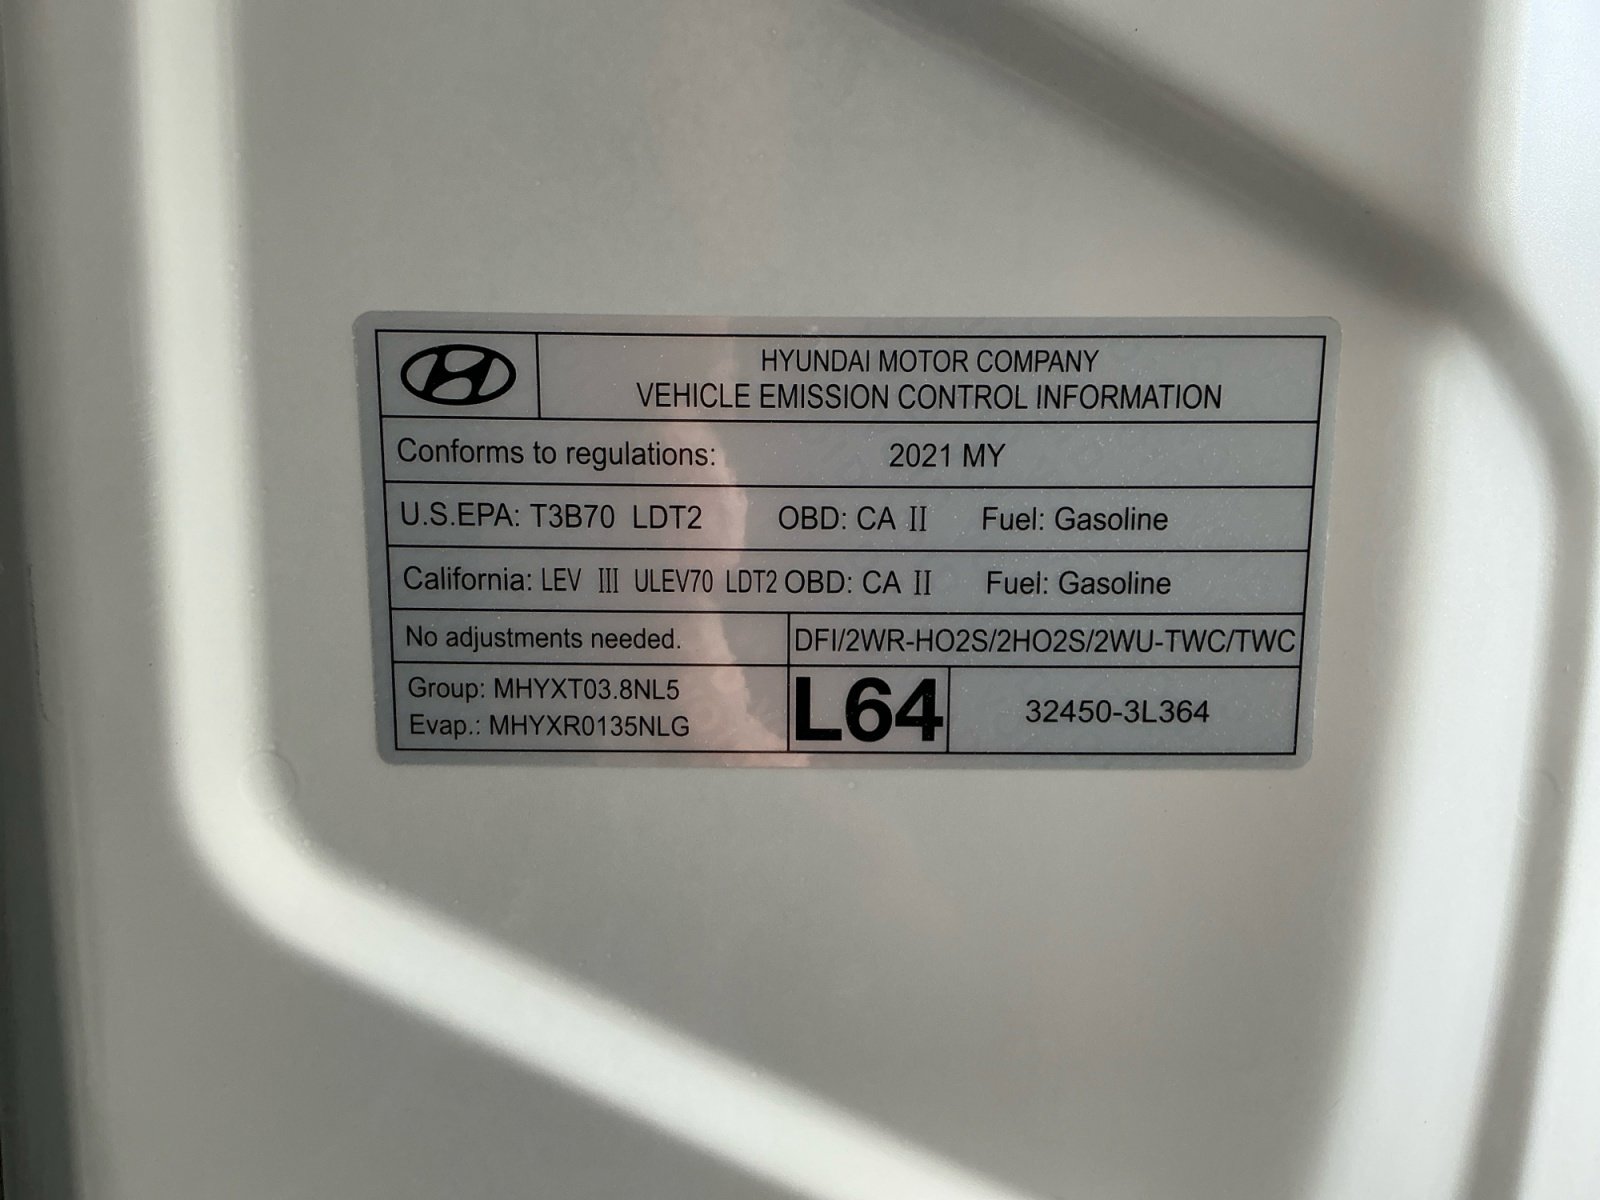 HYUNDAI MOTOR COMPANY
VEHICLE EMISSION CONTROL INFORMATION
Conforms to regulations: 2021 MY
U.S.EPA: T3B70 LDT2 OBD: CA II Fuel: Gasoline
California: LEV III ULEV70 LDT2 OBD: CA II Fuel: Gasoline
No adjustments needed. DFI/2WR-HO2S/2HO2S/2WU-TWC/TWC
Group: MHYXT03.8NL5
Evap.: MHYXR0135NLG
L64
32450-3L364